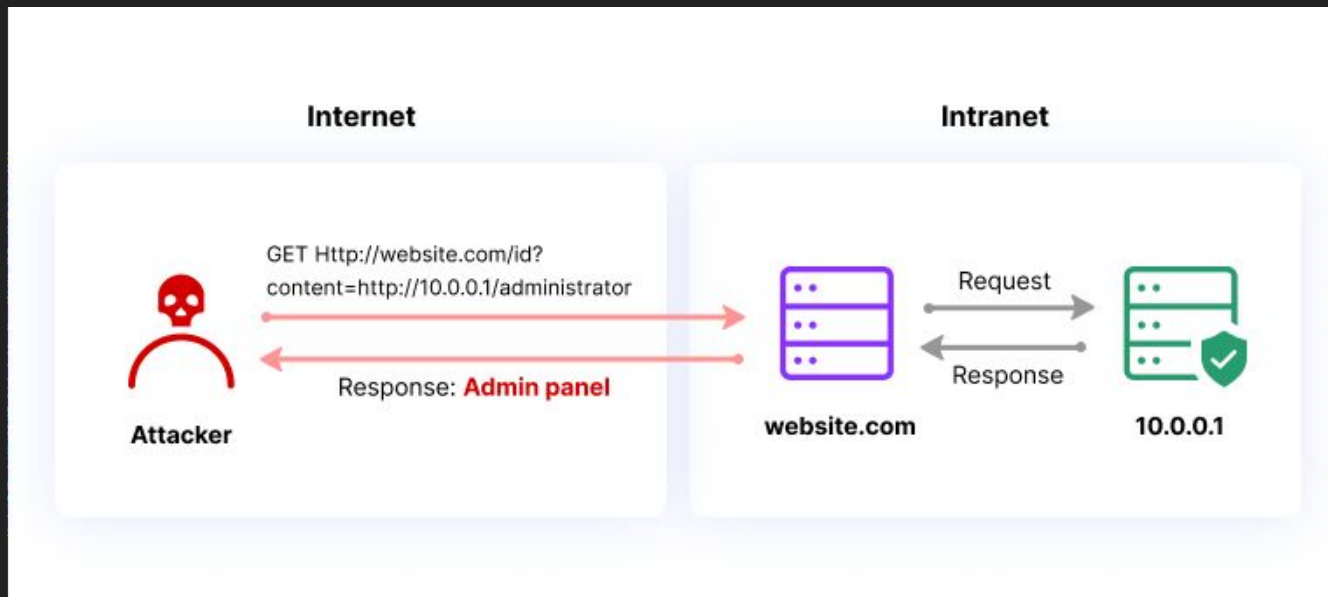 Internet
Intranet
GET Http://website.com/id?
content=http://10.0.0.1/administrator
Response: Admin panel
Attacker
Request
Response
website.com
10.0.0.1